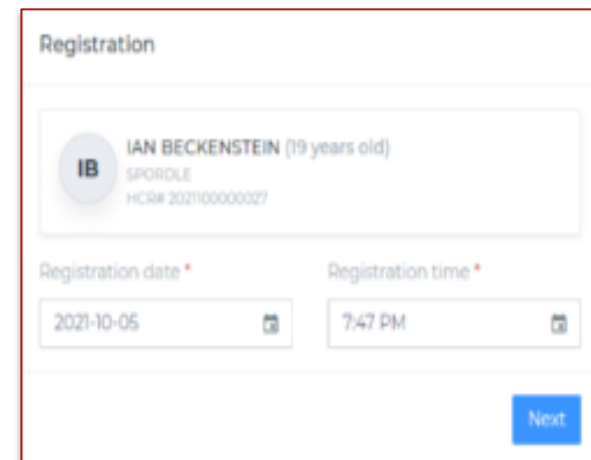 Registration
IB
IAN BECKENSTEIN (19 years old)
SPORDLE
HCR# 2021100000027
Registration date *
Registration time *
2021-10-05
7:47 PM
Next